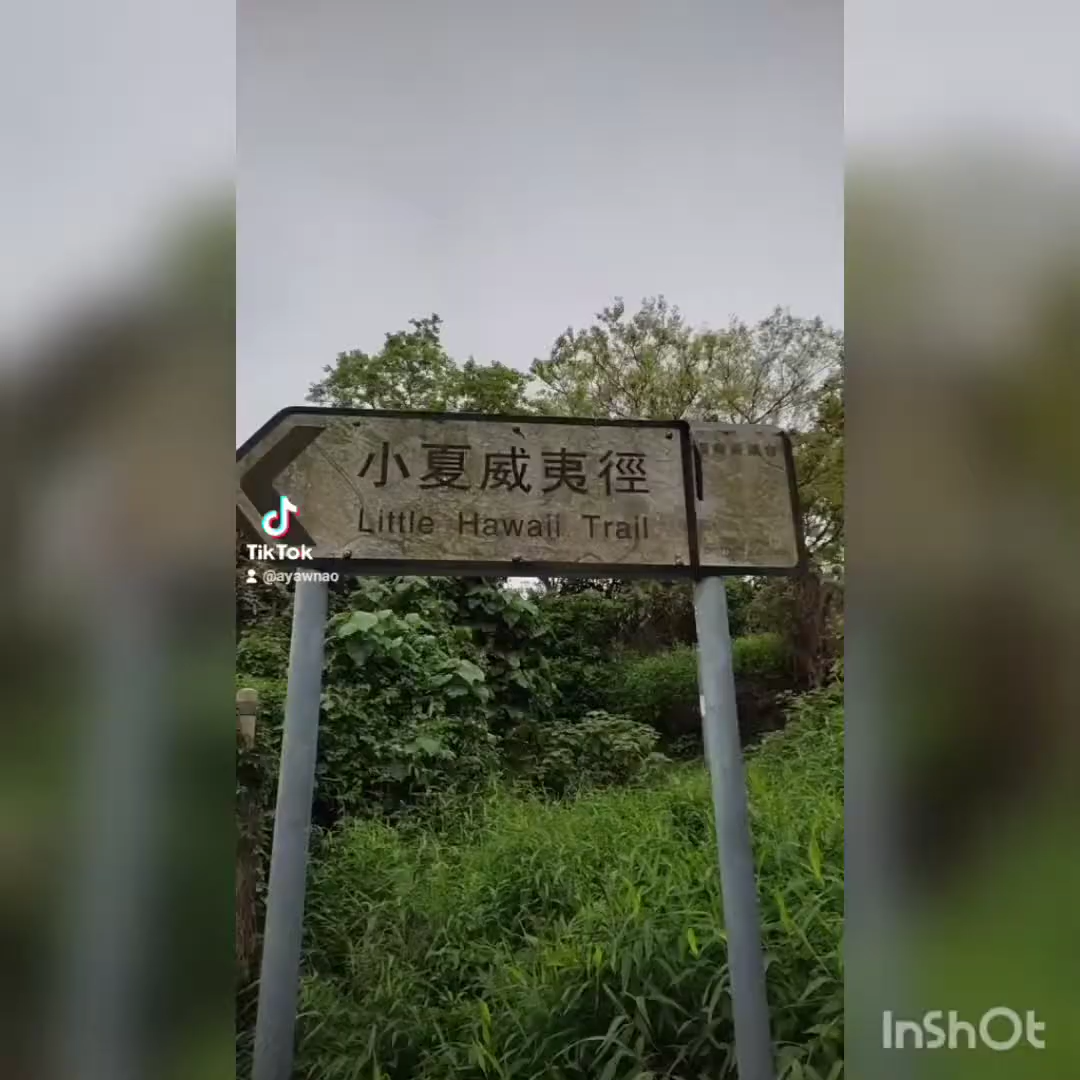 小夏威夷徑
Little Hawaii Trail
TikTok
@ayawnao
InShOt